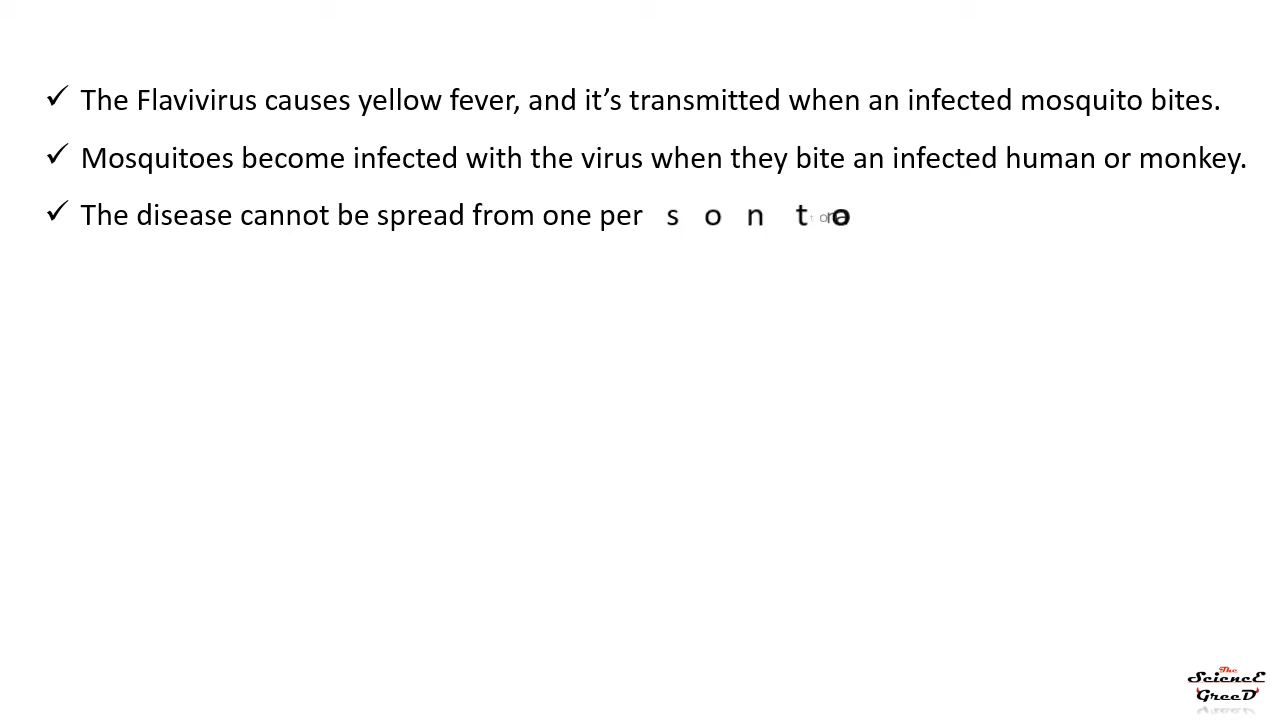 ✓ The Flavivirus causes yellow fever, and it’s transmitted when an infected mosquito bites.
✓ Mosquitoes become infected with the virus when they bite an infected human or monkey.
✓ The disease cannot be spread from one person
The
SciencE
GreeD